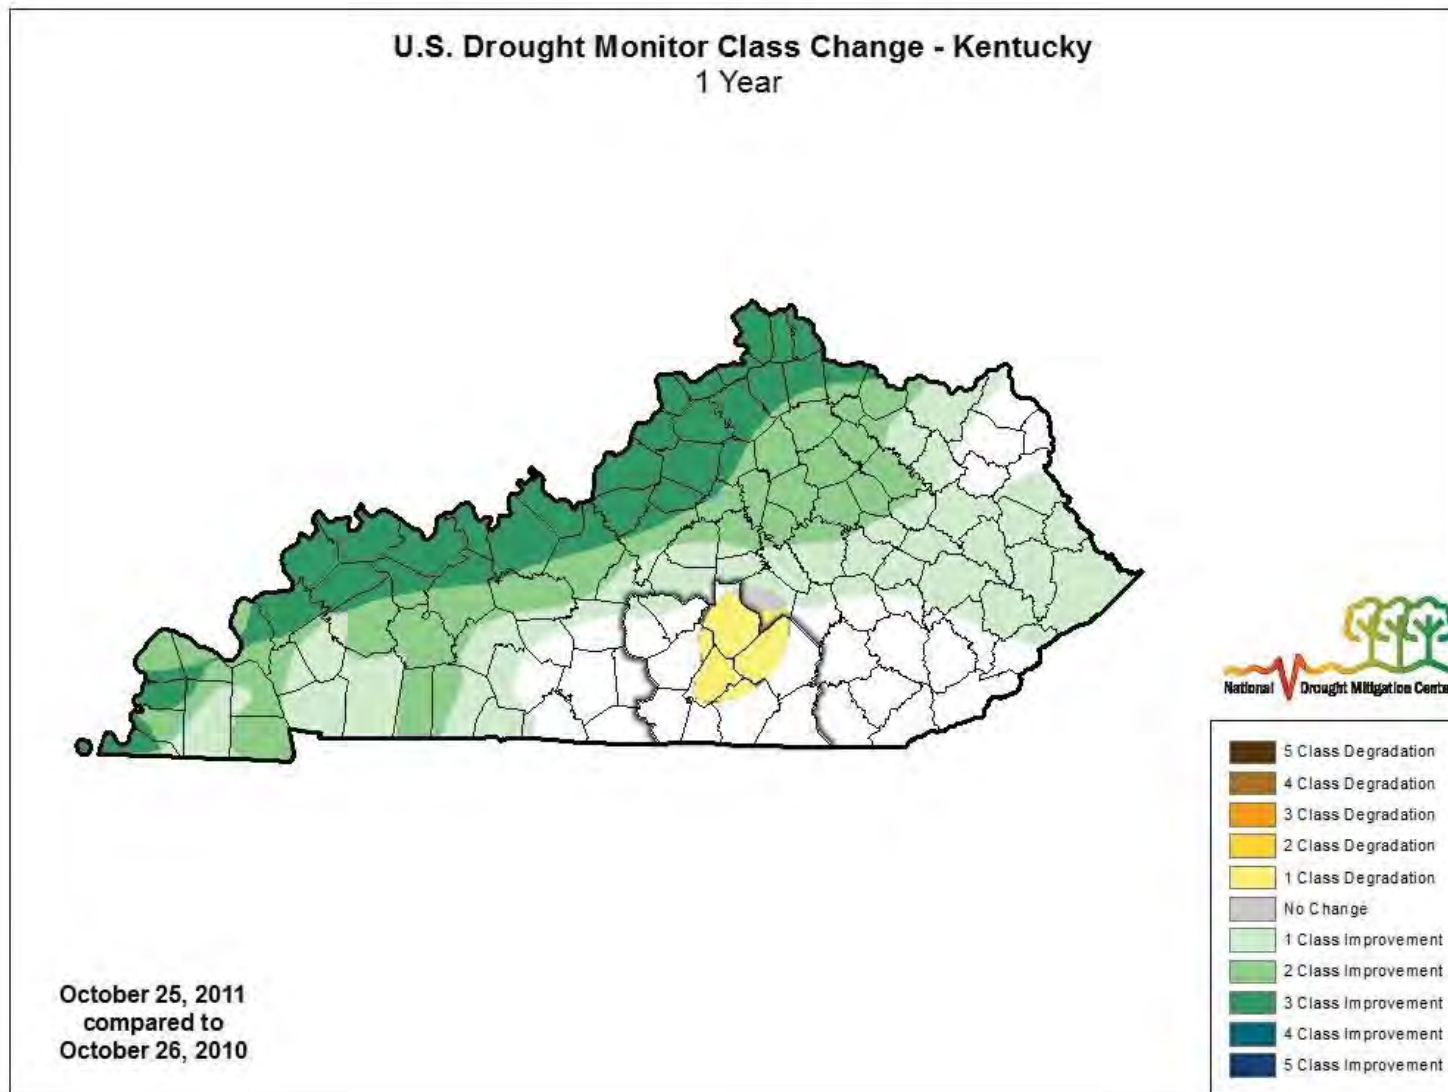 U.S. Drought Monitor Class Change - Kentucky
1 Year
National Drought Mitigation Cente
5 Class Degradation
4 Class Degradation
3 Class Degradation
2 Class Degradation
1 Class Degradation
No Change
1 Class Improvement
2 Class Improvement
3 Class Improvement
4 Class Improvement
5 Class Improvement
October 25, 2011
compared to
October 26, 2010